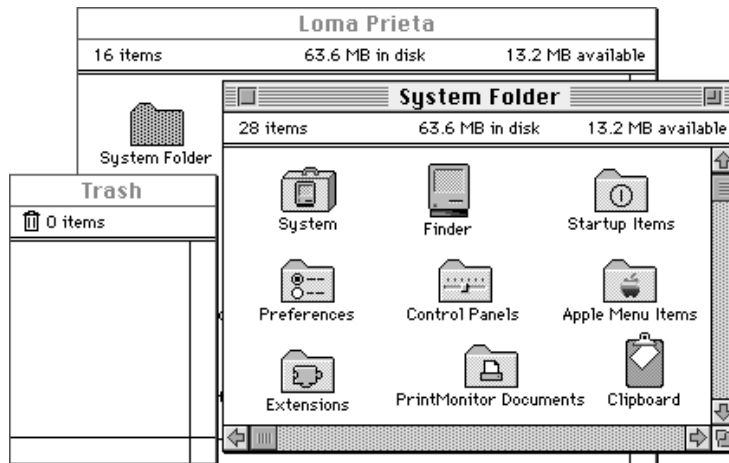 Loma Prieta
16 items 63.6 MB in disk 13.2 MB available
System Folder
System Folder
28 items 63.6 MB in disk 13.2 MB available
System Finder Startup Items
Preferences Control Panels Apple Menu Items
Extensions PrintMonitor Documents Clipboard
Trash
0 items